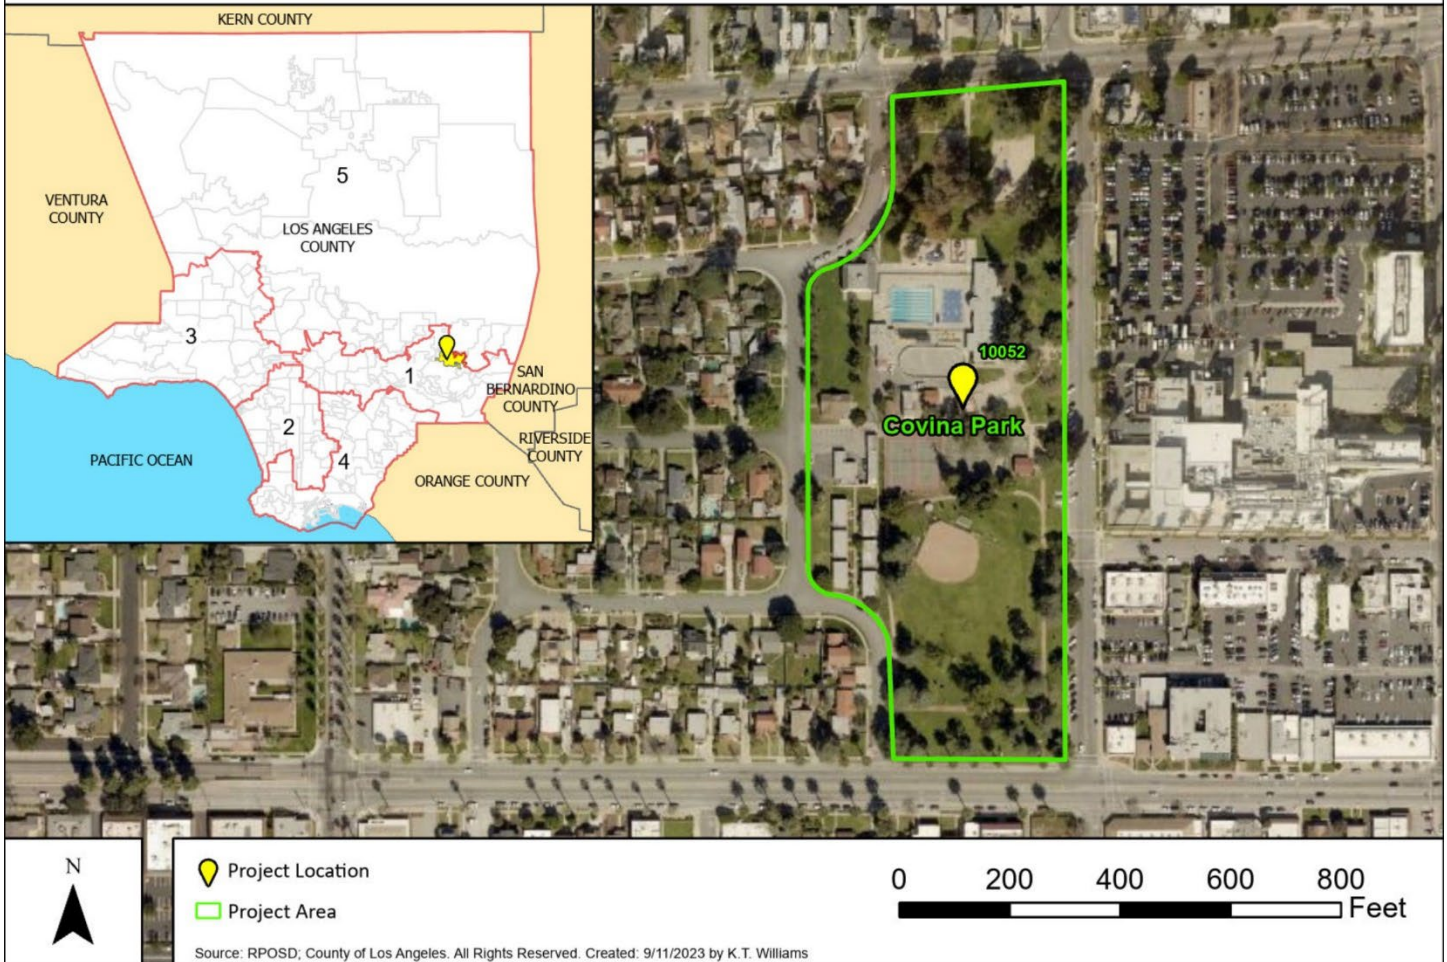 KERN COUNTY
VENTURA
COUNTY
5
LOS ANGELES
COUNTY
3
1
SAN
BERNARDINO
COUNTY
2
RIVERSIDE
COUNTY
4
PACIFIC OCEAN
ORANGE COUNTY
10052
Covina Park
N
Project Location
Project Area
0 200 400 600 800
Feet
Source: RPOSD; County of Los Angeles. All Rights Reserved. Created: 9/11/2023 by K.T. Williams